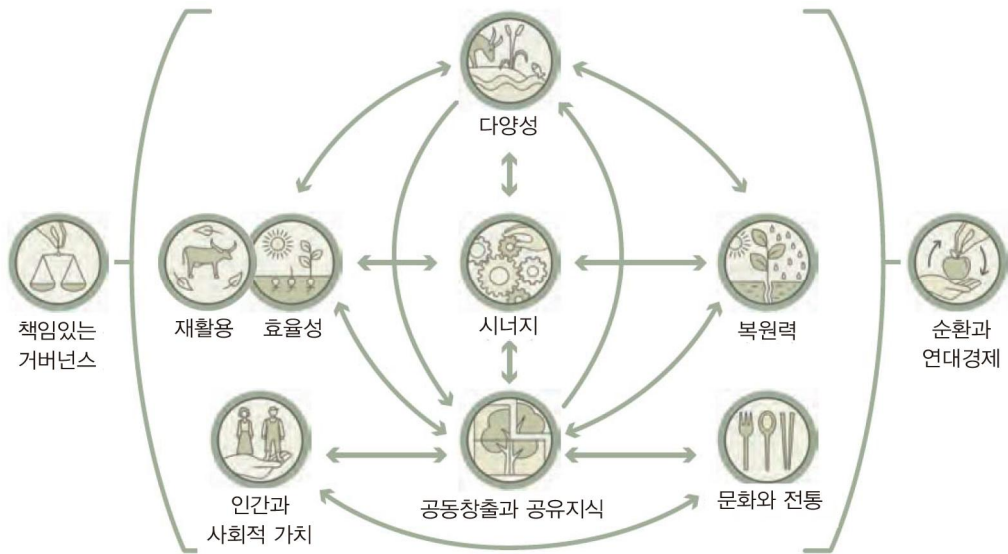 다양성
책임있는
거버넌스
재활용
효율성
시너지
복원력
순환과
연대경제
인간과
사회적 가치
공동창출과 공유지식
문화와 전통